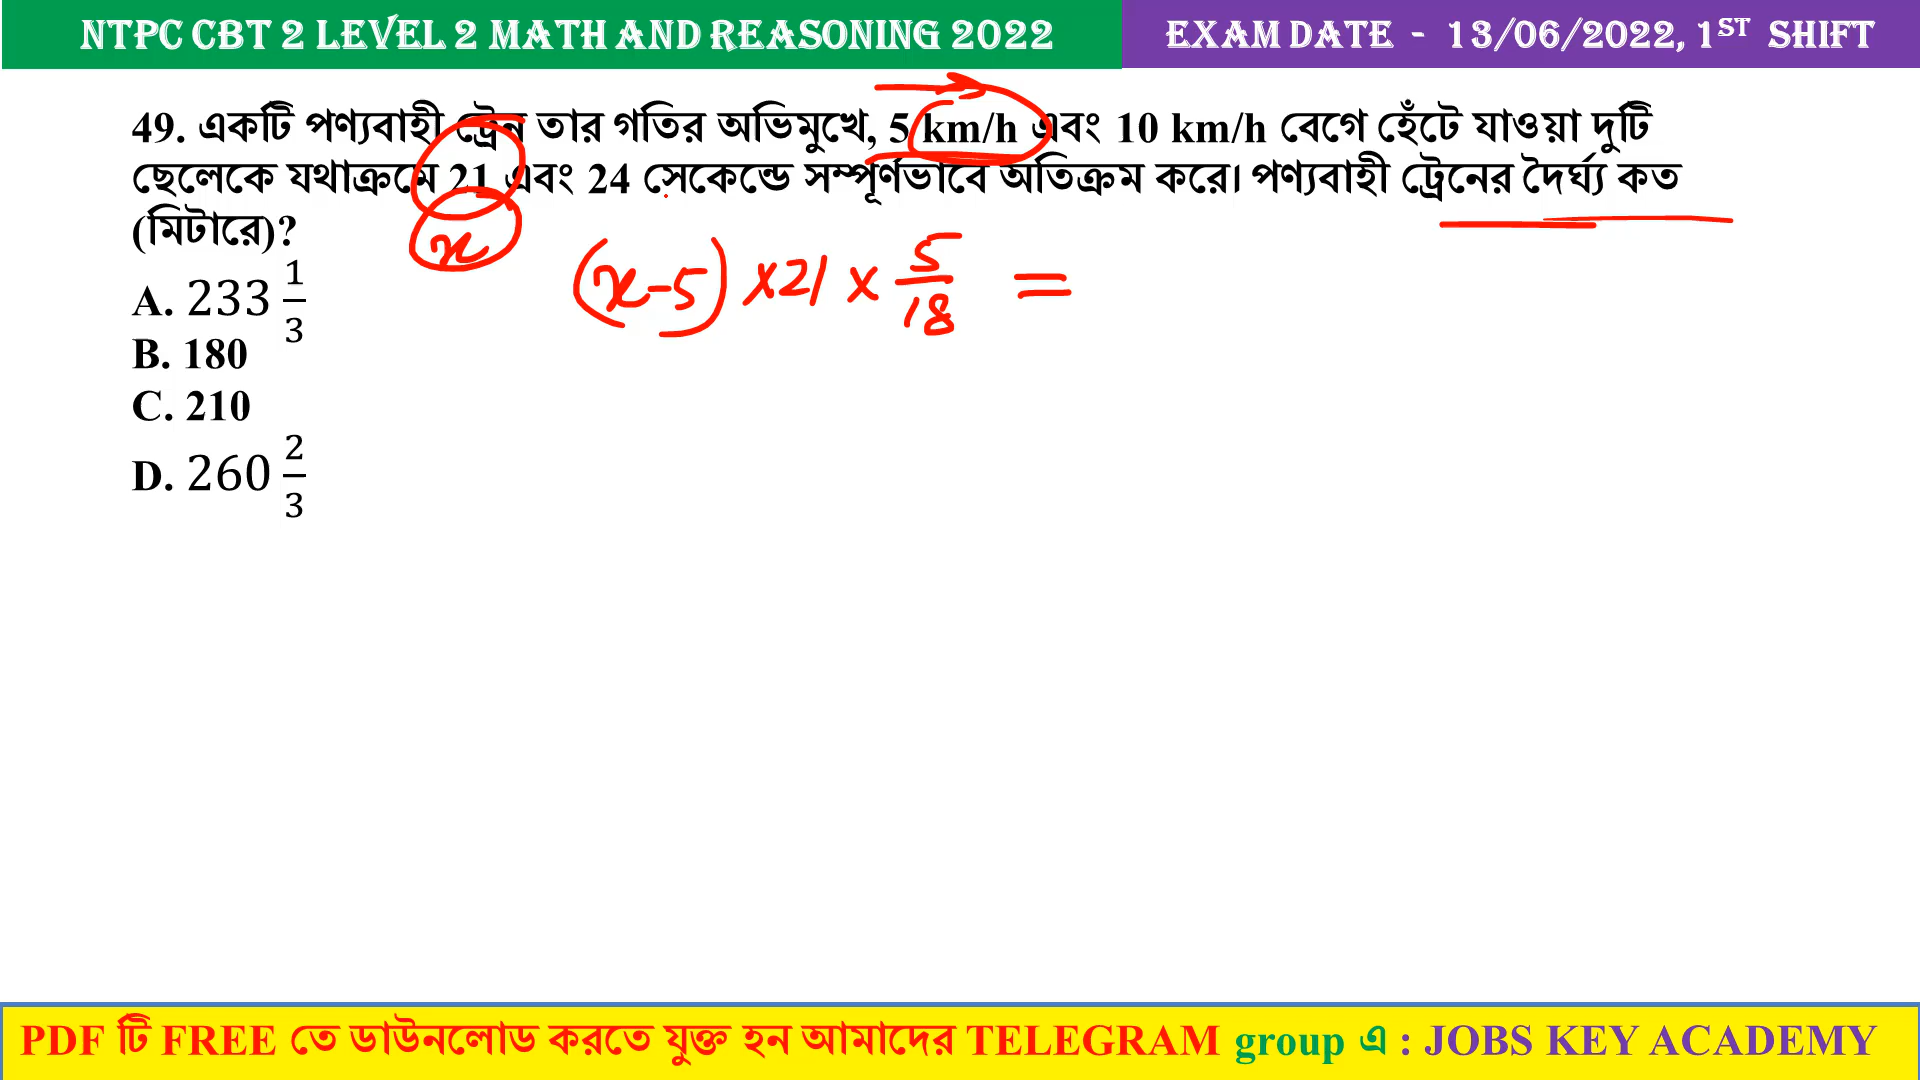 NTPC CBT 2 LEVEL 2 MATH AND REASONING 2022 EXAM DATE - 13/06/2022, 1ST SHIFT
49. একটি পণ্যবাহী ট্রেন তার গতির অভিমুখে, 5 km/h এবং 10 km/h বেগে হেঁটে যাওয়া দুটি
ছেলেকে যথাক্রমে 21 এবং 24 সেকেন্ডে সম্পূর্ণভাবে অতিক্রম করে। পণ্যবাহী ট্রেনের দৈর্ঘ্য কত
(মিটারে)?
x
(x-5) ×21 × 5/18 =
A. 233 1/3
B. 180
C. 210
D. 260 2/3
PDF টি FREE তে ডাউনলোড করতে যুক্ত হন আমাদের TELEGRAM group এ : JOBS KEY ACADEMY